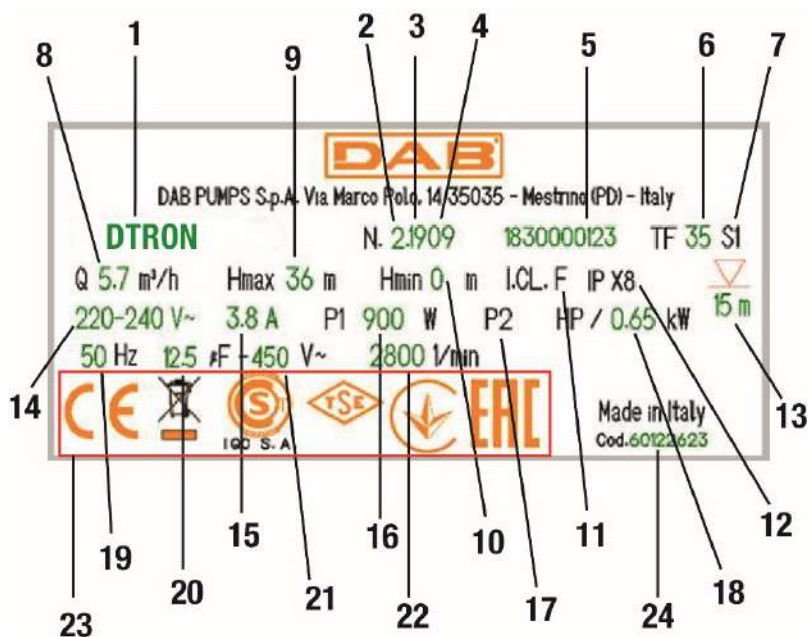 1 2 3 4 5 6 7
8 9
DAB
DAB PUMPS S.p.A. Via Marco Polo, 14 35035 - Mestrino (PD) - Italy
DTRON N. 2.1909 1830000123 TF 35 S1
Q 5.7 m³/h Hmax 36 m Hmin 0 m I.CL. F IP X8
220-240 V~ 3.8 A P1 900 W P2 HP / 0.65 kW 15 m
50 Hz 12.5 µF - 450 V~ 2800 1/min
14 13
CE S TSE EAC Made in Italy
IQC S.A Cod.60122623
19 20 15 21 16 22 10 17 11 18 12
23 24